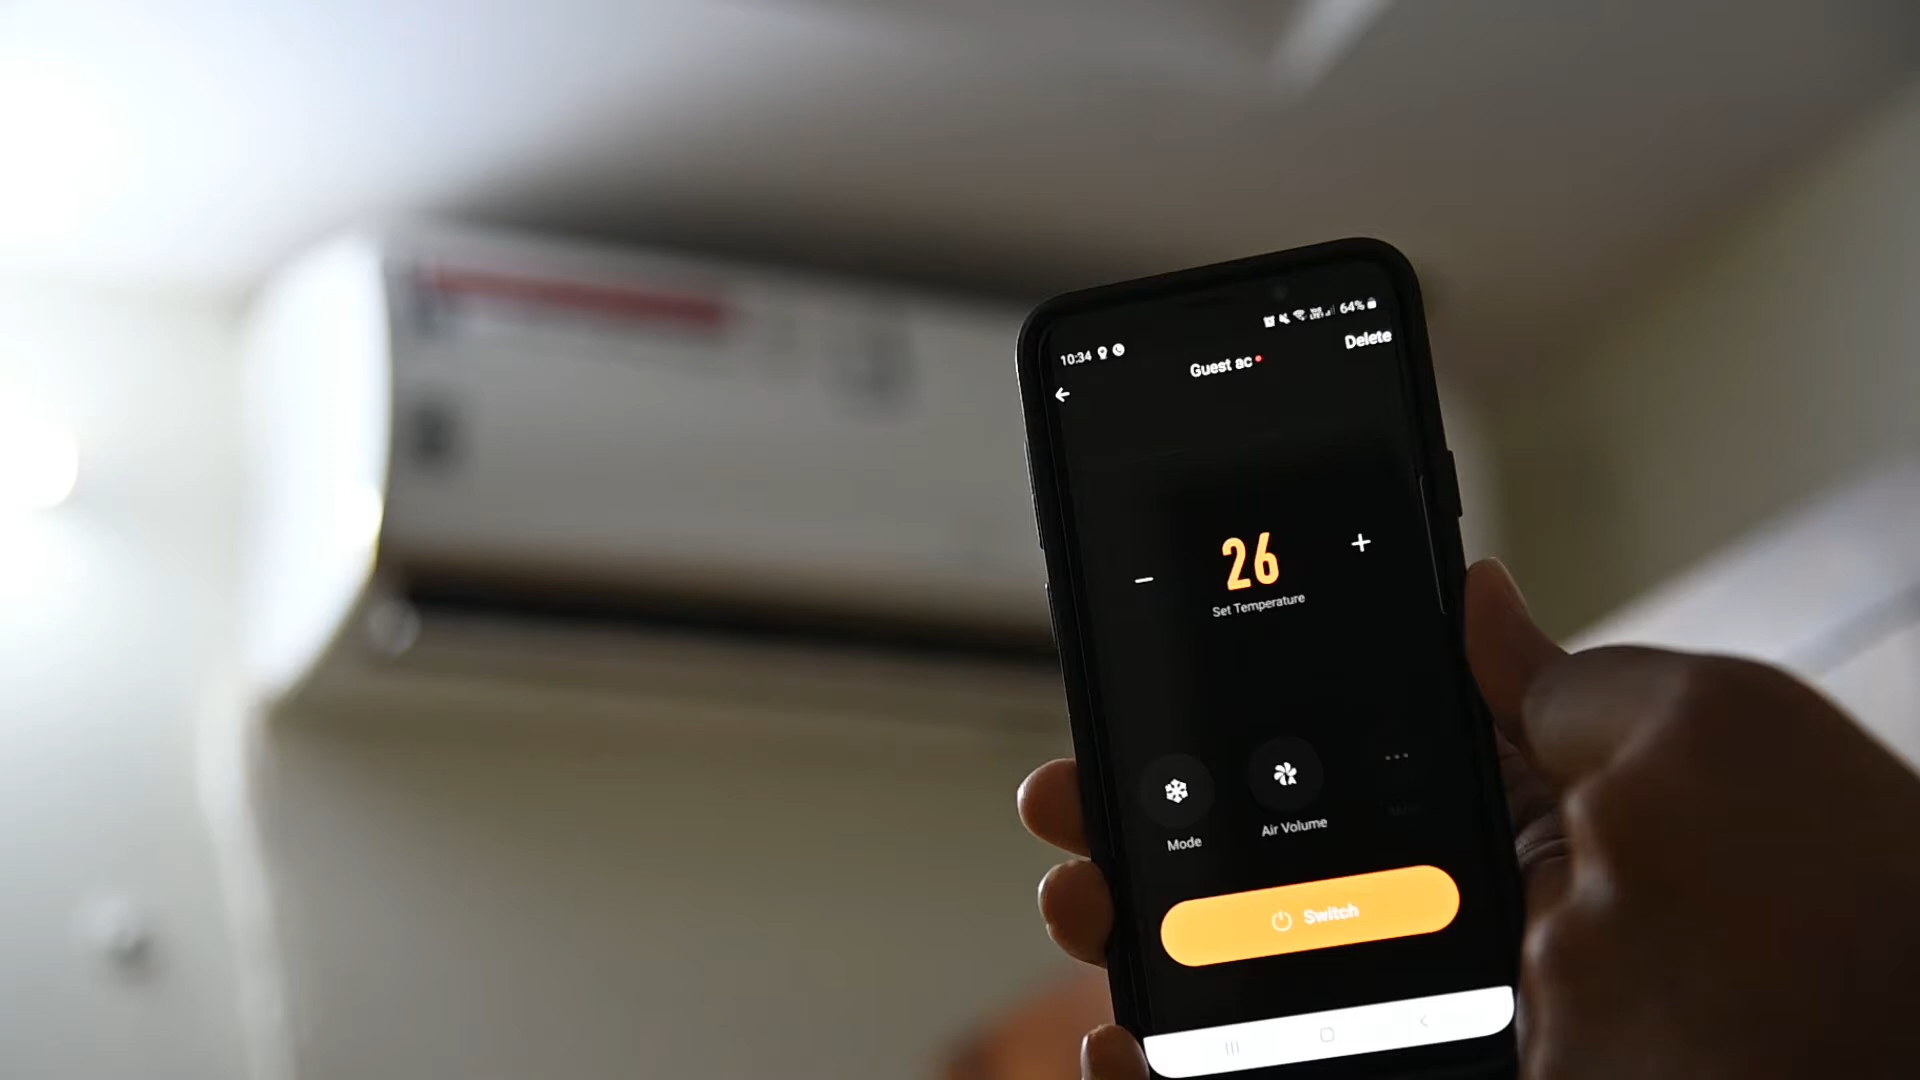 10:34
64%
Delete
Guest ac
26
Set Temperature
Mode
Air Volume
Switch